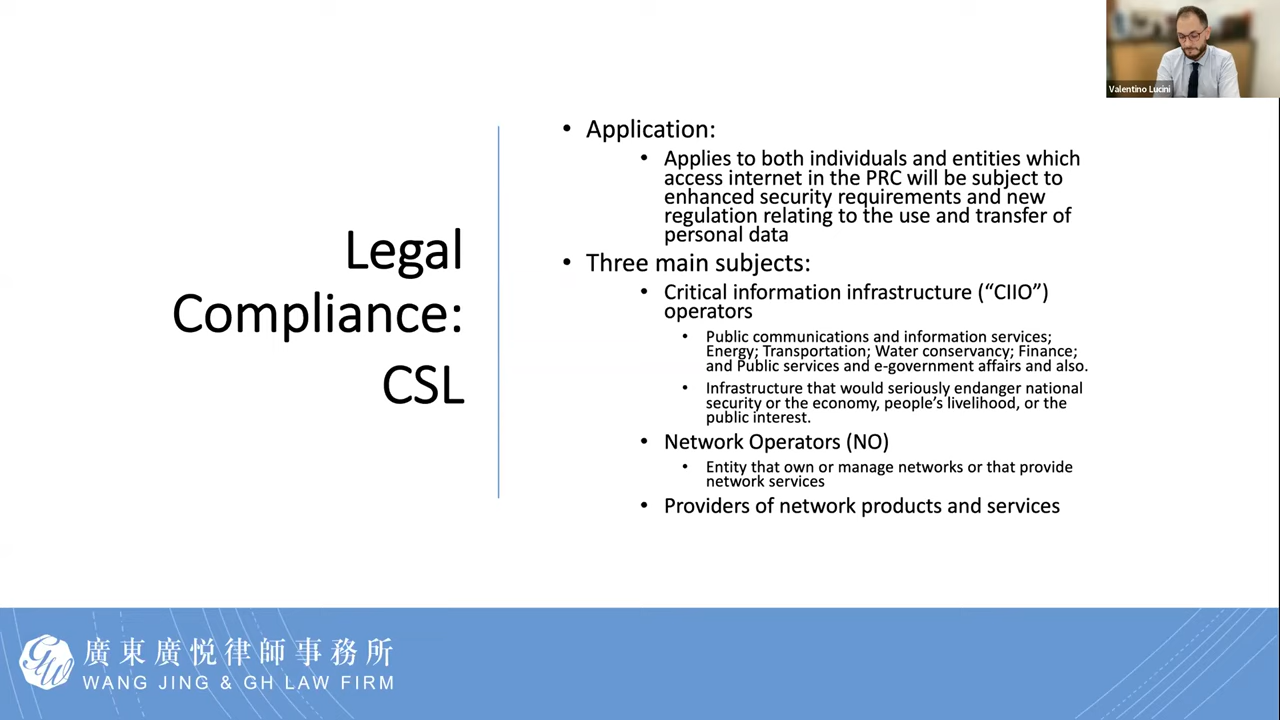 Valentino Lucini
Legal
Compliance:
CSL
• Application:
• Applies to both individuals and entities which
access internet in the PRC will be subject to
enhanced security requirements and new
regulation relating to the use and transfer of
personal data
• Three main subjects:
• Critical information infrastructure (“CIIO”)
operators
• Public communications and information services;
Energy; Transportation; Water conservancy; Finance;
and Public services and e-government affairs and also.
• Infrastructure that would seriously endanger national
security or the economy, people’s livelihood, or the
public interest.
• Network Operators (NO)
• Entity that own or manage networks or that provide
network services
• Providers of network products and services
GW
廣東廣悦律師事務所
WANG JING & GH LAW FIRM